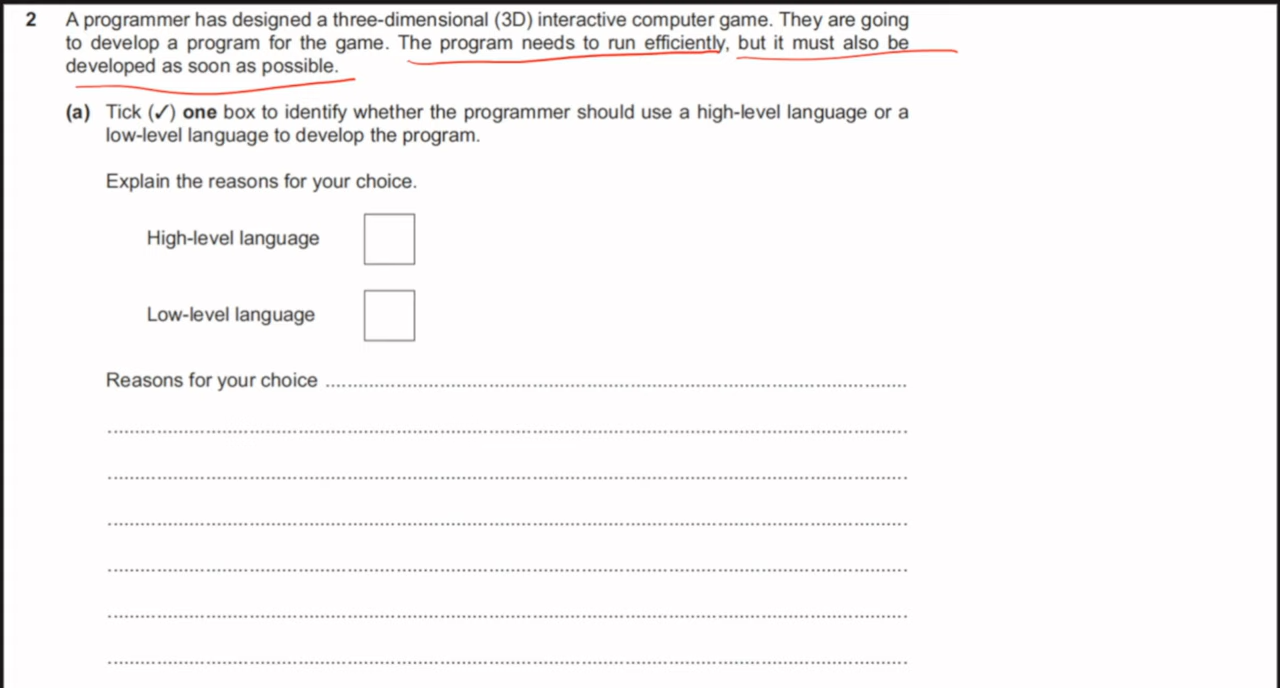 2 A programmer has designed a three-dimensional (3D) interactive computer game. They are going
to develop a program for the game. The program needs to run efficiently, but it must also be
developed as soon as possible.
(a) Tick (✓) one box to identify whether the programmer should use a high-level language or a
low-level language to develop the program.
Explain the reasons for your choice.
High-level language
Low-level language
Reasons for your choice